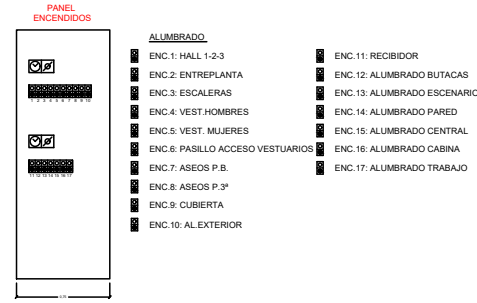 PANEL
ENCENDIDOS
1 2 3 4 5 6 7 8 9 10
11 12 13 14 15 16 17
ALUMBRADO
ENC.1: HALL 1-2-3
ENC.2: ENTREPLANTA
ENC.3: ESCALERAS
ENC.4: VEST.HOMBRES
ENC.5: VEST. MUJERES
ENC.6: PASILLO ACCESO VESTUARIOS
ENC.7: ASEOS P.B.
ENC.8: ASEOS P.3ª
ENC.9: CUBIERTA
ENC.10: AL.EXTERIOR
ENC.11: RECIBIDOR
ENC.12: ALUMBRADO BUTACAS
ENC.13: ALUMBRADO ESCENARIO
ENC.14: ALUMBRADO PARED
ENC.15: ALUMBRADO CENTRAL
ENC.16: ALUMBRADO CABINA
ENC.17: ALUMBRADO TRABAJO